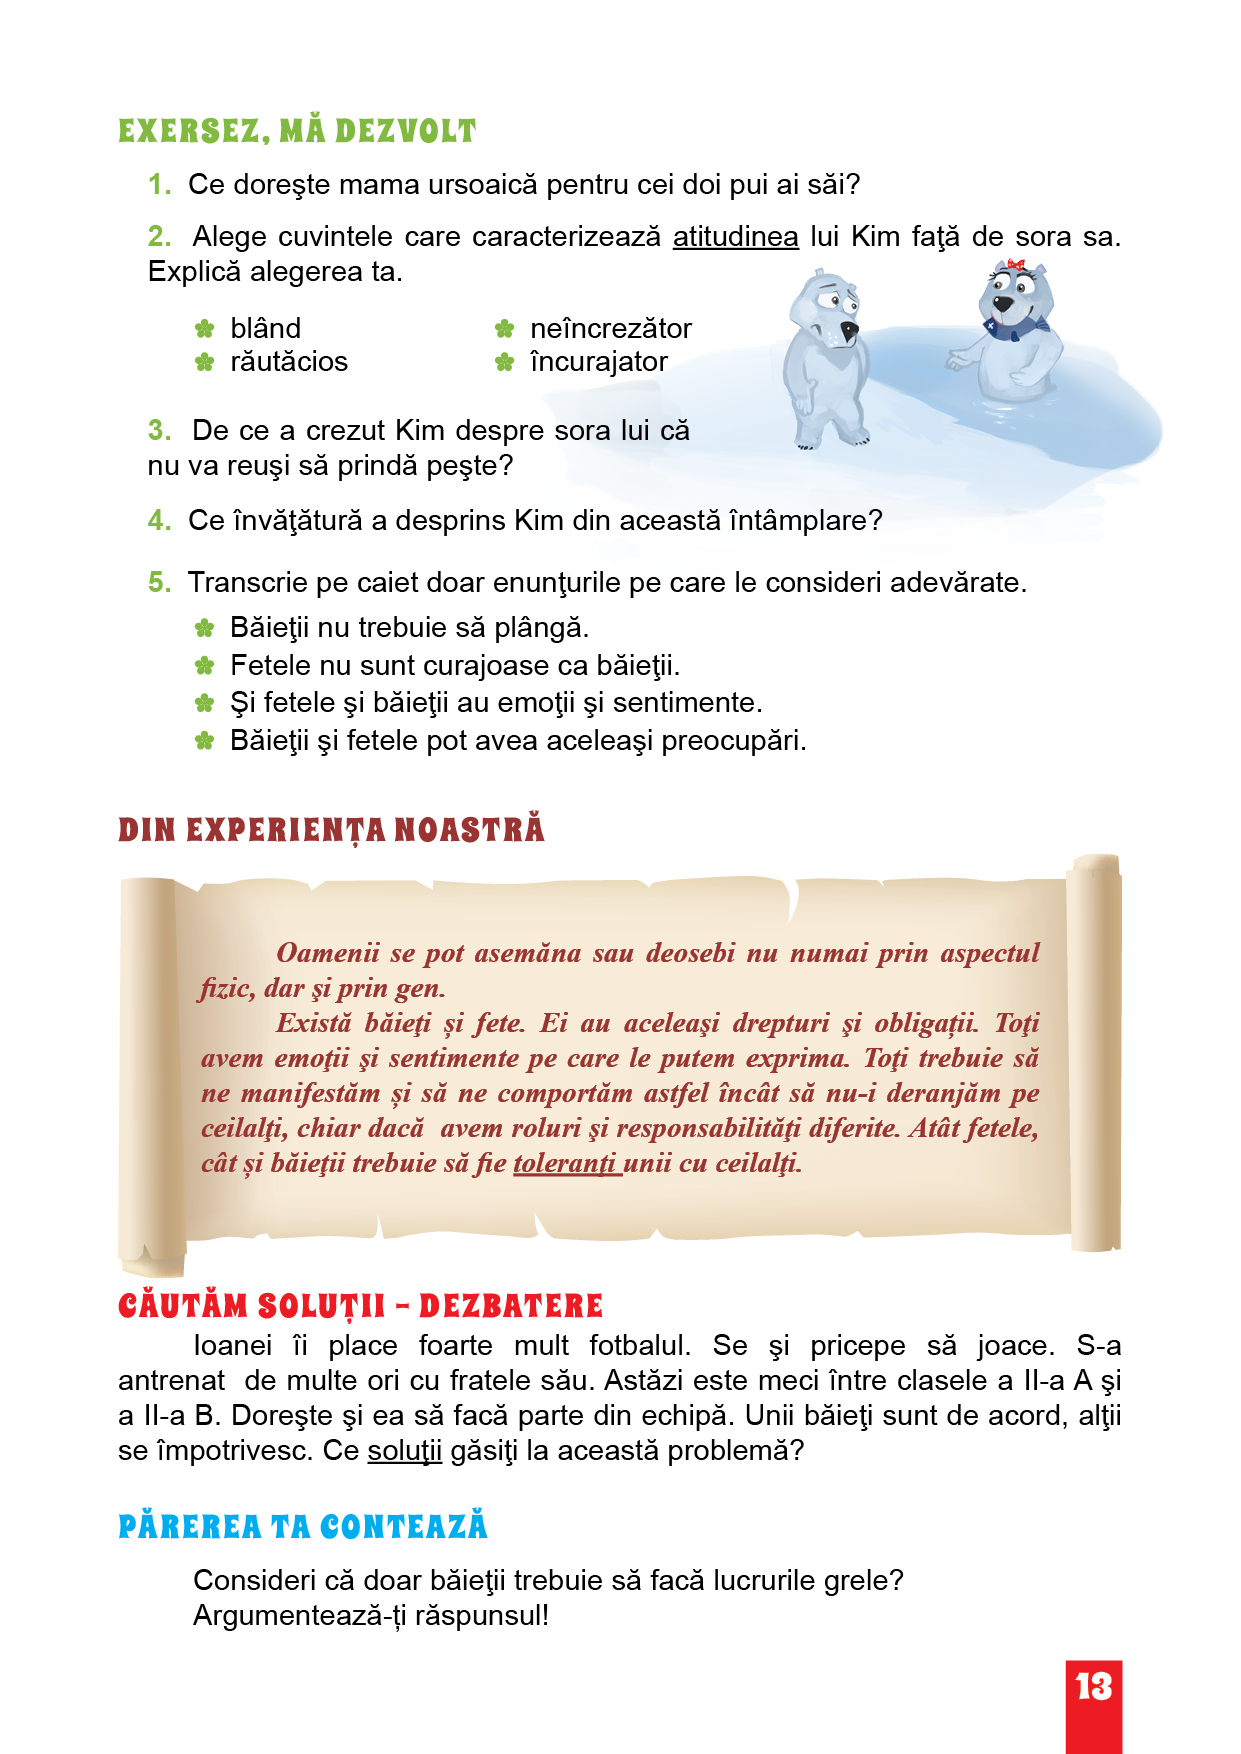 EXERSEZ, MĂ DEZVOLT
1. Ce doreşte mama ursoaică pentru cei doi pui ai săi?
2. Alege cuvintele care caracterizează atitudinea lui Kim faţă de sora sa.
Explică alegerea ta.
blând
neîncrezător
răutăcios
încurajator
3. De ce a crezut Kim despre sora lui că
nu va reuşi să prindă peşte?
4. Ce învăţătură a desprins Kim din această întâmplare?
5. Transcrie pe caiet doar enunţurile pe care le consideri adevărate.
Băieţii nu trebuie să plângă.
Fetele nu sunt curajoase ca băieţii.
Şi fetele şi băieţii au emoţii şi sentimente.
Băieţii şi fetele pot avea aceleaşi preocupări.
DIN EXPERIENȚA NOASTRĂ
Oamenii se pot asemăna sau deosebi nu numai prin aspectul
fizic, dar şi prin gen.
Există băieţi și fete. Ei au aceleaşi drepturi şi obligaţii. Toţi
avem emoţii şi sentimente pe care le putem exprima. Toţi trebuie să
ne manifestăm și să ne comportăm astfel încât să nu-i deranjăm pe
ceilalţi, chiar dacă avem roluri şi responsabilităţi diferite. Atât fetele,
cât și băieţii trebuie să fie toleranţi unii cu ceilalţi.
CĂUTĂM SOLUȚII - DEZBATERE
Ioanei îi place foarte mult fotbalul. Se şi pricepe să joace. S-a
antrenat de multe ori cu fratele său. Astăzi este meci între clasele a II-a A şi
a II-a B. Doreşte şi ea să facă parte din echipă. Unii băieţi sunt de acord, alţii
se împotrivesc. Ce soluţii găsiţi la această problemă?
PĂREREA TA CONTEAZĂ
Consideri că doar băieţii trebuie să facă lucrurile grele?
Argumentează-ți răspunsul!
13